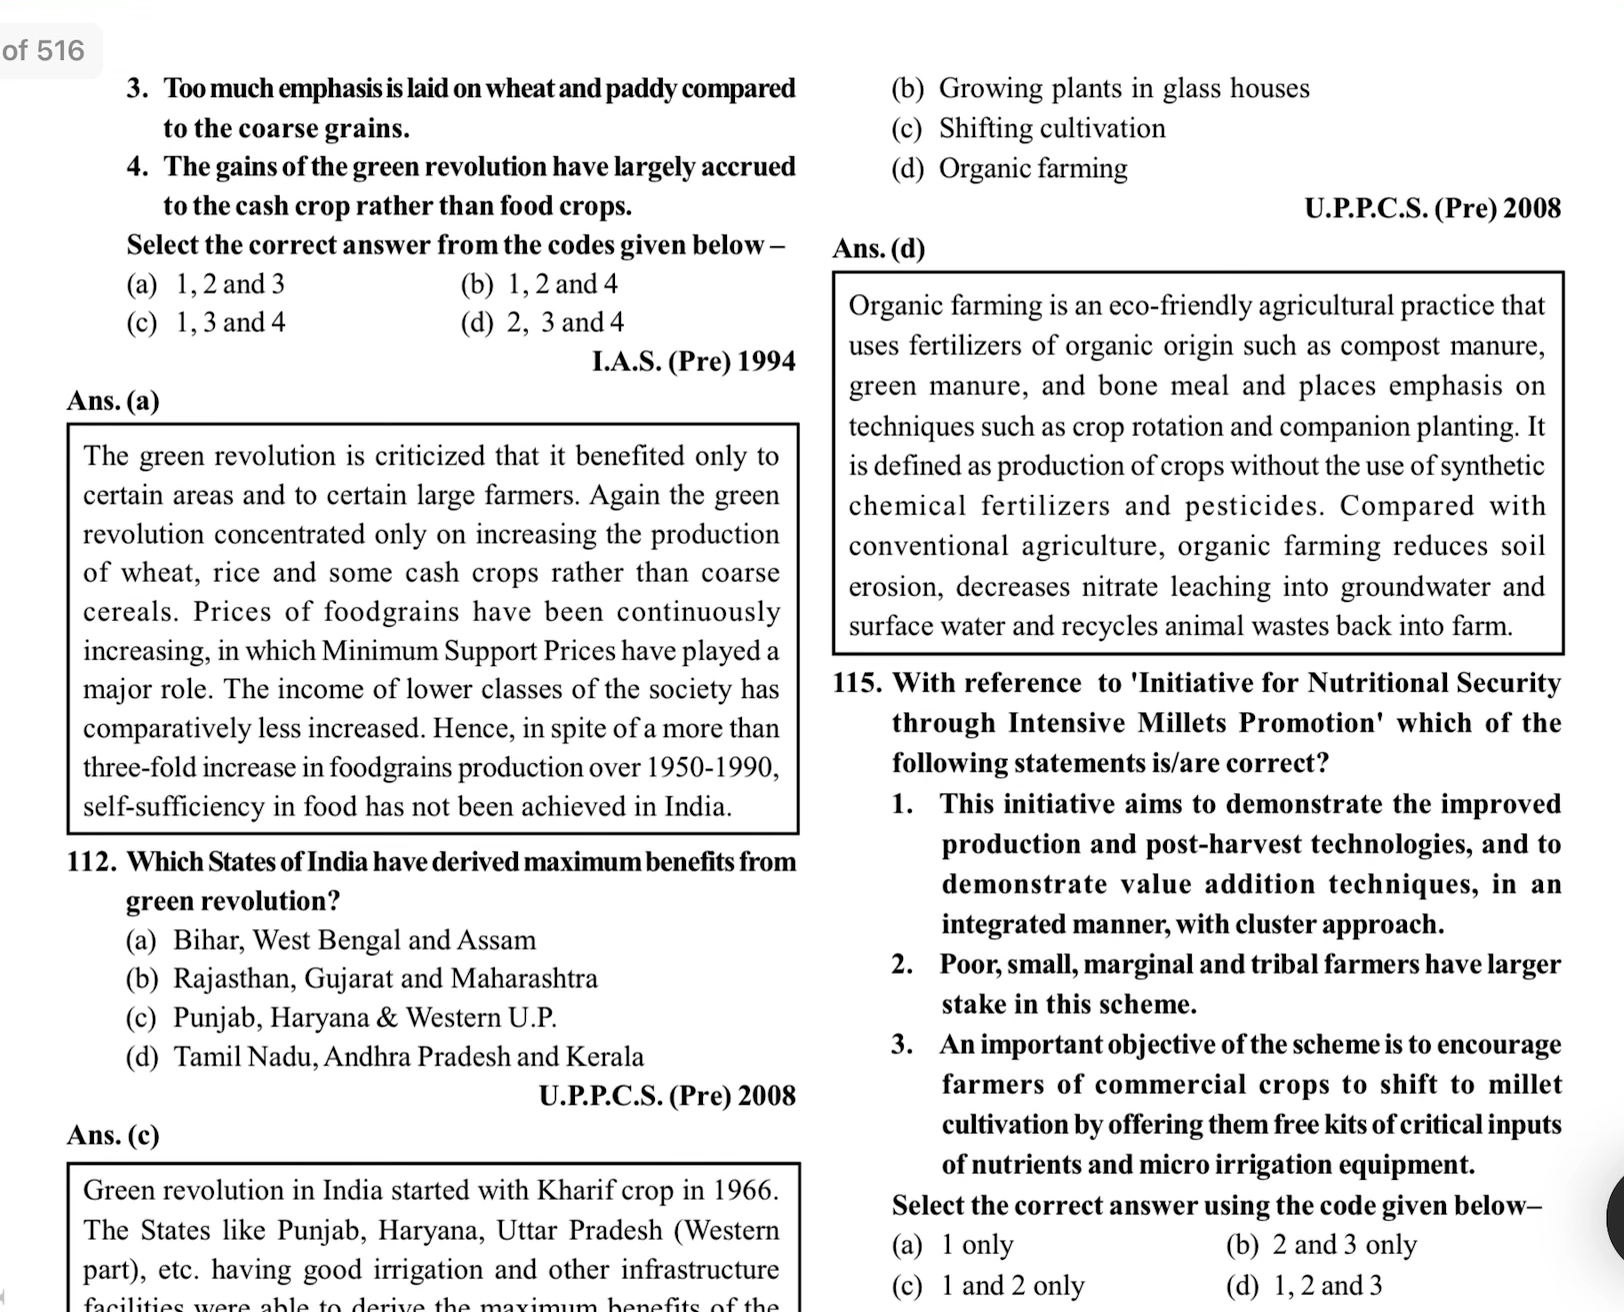 of 516
3. Too much emphasis is laid on wheat and paddy compared
to the coarse grains.
4. The gains of the green revolution have largely accrued
to the cash crop rather than food crops.
Select the correct answer from the codes given below –
(a) 1, 2 and 3 (b) 1, 2 and 4
(c) 1, 3 and 4 (d) 2, 3 and 4
I.A.S. (Pre) 1994
Ans. (a)
The green revolution is criticized that it benefited only to
certain areas and to certain large farmers. Again the green
revolution concentrated only on increasing the production
of wheat, rice and some cash crops rather than coarse
cereals. Prices of foodgrains have been continuously
increasing, in which Minimum Support Prices have played a
major role. The income of lower classes of the society has
comparatively less increased. Hence, in spite of a more than
three-fold increase in foodgrains production over 1950-1990,
self-sufficiency in food has not been achieved in India.
112. Which States of India have derived maximum benefits from
green revolution?
(a) Bihar, West Bengal and Assam
(b) Rajasthan, Gujarat and Maharashtra
(c) Punjab, Haryana & Western U.P.
(d) Tamil Nadu, Andhra Pradesh and Kerala
U.P.P.C.S. (Pre) 2008
Ans. (c)
Green revolution in India started with Kharif crop in 1966.
The States like Punjab, Haryana, Uttar Pradesh (Western
part), etc. having good irrigation and other infrastructure
facilities were able to derive the maximum benefits of the
(b) Growing plants in glass houses
(c) Shifting cultivation
(d) Organic farming
U.P.P.C.S. (Pre) 2008
Ans. (d)
Organic farming is an eco-friendly agricultural practice that
uses fertilizers of organic origin such as compost manure,
green manure, and bone meal and places emphasis on
techniques such as crop rotation and companion planting. It
is defined as production of crops without the use of synthetic
chemical fertilizers and pesticides. Compared with
conventional agriculture, organic farming reduces soil
erosion, decreases nitrate leaching into groundwater and
surface water and recycles animal wastes back into farm.
115. With reference to 'Initiative for Nutritional Security
through Intensive Millets Promotion' which of the
following statements is/are correct?
1. This initiative aims to demonstrate the improved
production and post-harvest technologies, and to
demonstrate value addition techniques, in an
integrated manner, with cluster approach.
2. Poor, small, marginal and tribal farmers have larger
stake in this scheme.
3. An important objective of the scheme is to encourage
farmers of commercial crops to shift to millet
cultivation by offering them free kits of critical inputs
of nutrients and micro irrigation equipment.
Select the correct answer using the code given below–
(a) 1 only (b) 2 and 3 only
(c) 1 and 2 only (d) 1, 2 and 3